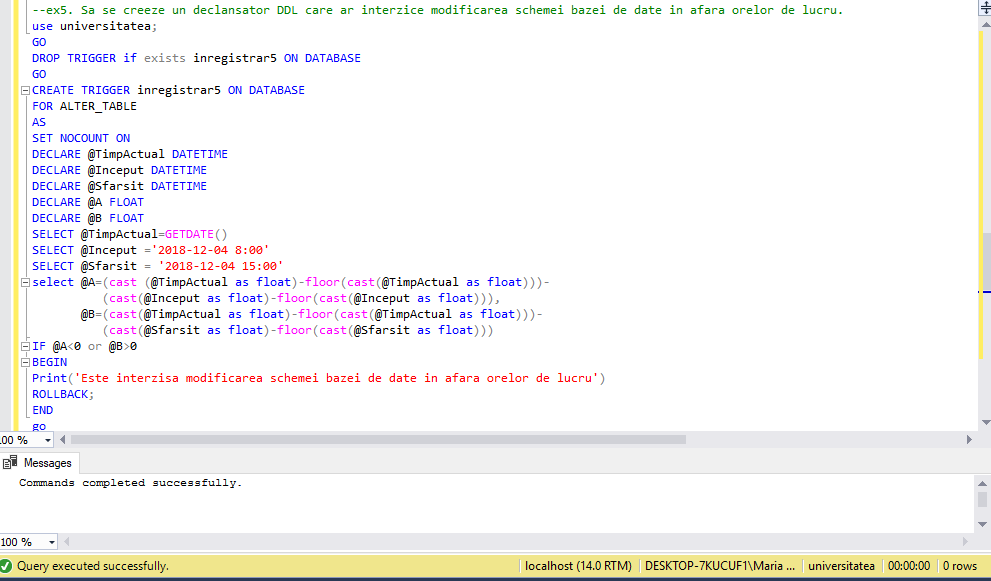 --ex5. Sa se creeze un declansator DDL care ar interzice modificarea schemei bazei de date in afara orelor de lucru.
use universitatea;
GO
DROP TRIGGER if exists inregistrar5 ON DATABASE
GO
CREATE TRIGGER inregistrar5 ON DATABASE
FOR ALTER_TABLE
AS
SET NOCOUNT ON
DECLARE @TimpActual DATETIME
DECLARE @Inceput DATETIME
DECLARE @Sfarsit DATETIME
DECLARE @A FLOAT
DECLARE @B FLOAT
SELECT @TimpActual=GETDATE()
SELECT @Inceput ='2018-12-04 8:00'
SELECT @Sfarsit = '2018-12-04 15:00'
select @A=(cast (@TimpActual as float)-floor(cast(@TimpActual as float)))-
(cast(@Inceput as float)-floor(cast(@Inceput as float))),
@B=(cast(@TimpActual as float)-floor(cast(@TimpActual as float)))-
(cast(@Sfarsit as float)-floor(cast(@Sfarsit as float)))
IF @A<0 or @B>0
BEGIN
Print('Este interzisa modificarea schemei bazei de date in afara orelor de lucru')
ROLLBACK;
END
go
00 %
Messages
Commands completed successfully.
100 %
Query executed successfully.
localhost (14.0 RTM)
DESKTOP-7KUCUF1\Maria ...
universitatea
00:00:00
0 rows